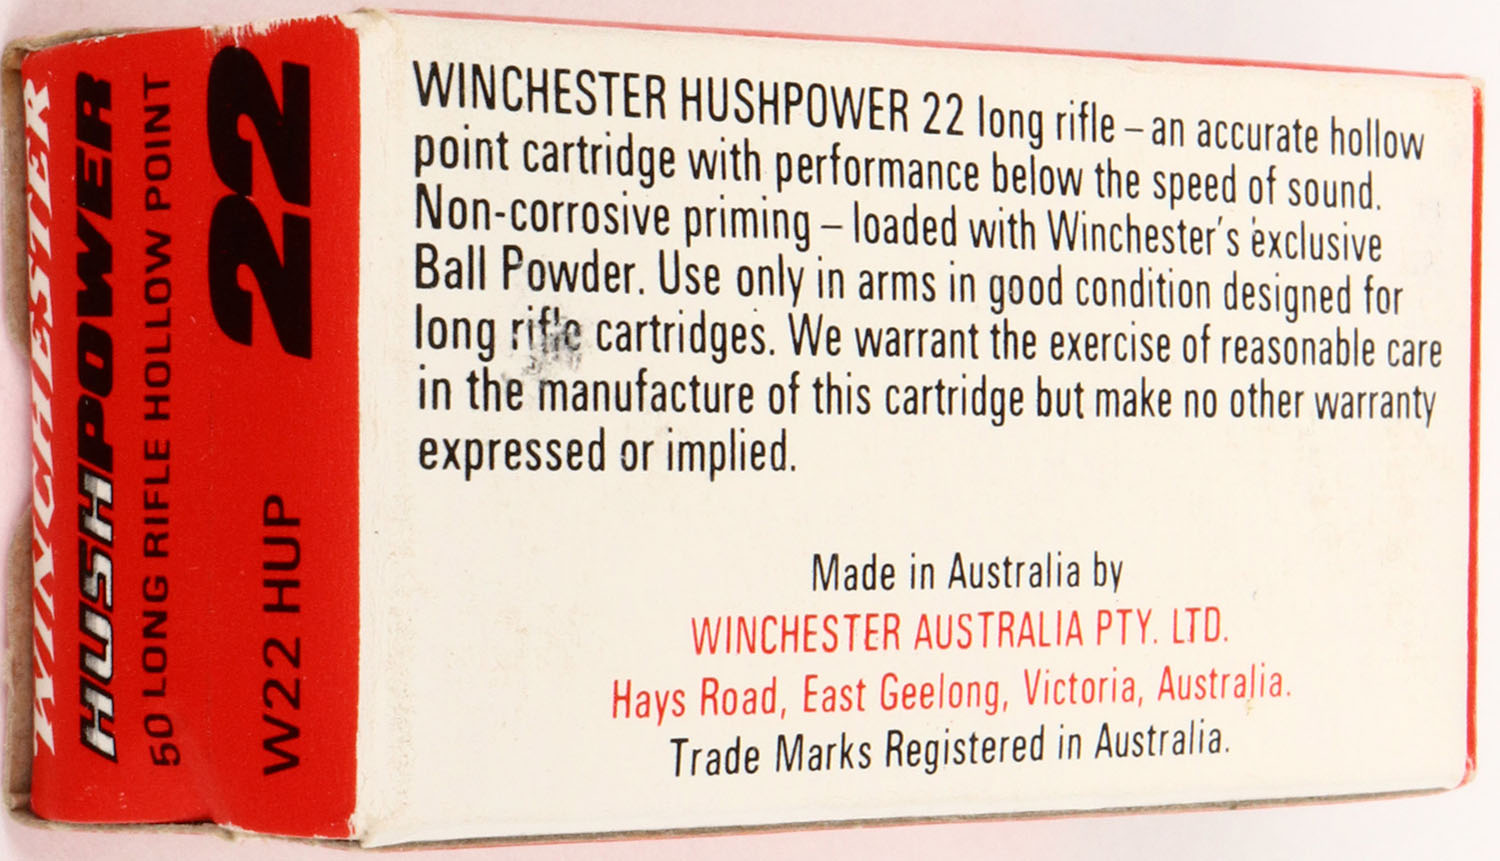 WINCHESTER
HUSHPOWER
50 LONG RIFLE HOLLOW POINT
22
W22 HUP
WINCHESTER HUSHPOWER 22 long rifle – an accurate hollow
point cartridge with performance below the speed of sound.
Non-corrosive priming – loaded with Winchester's exclusive
Ball Powder. Use only in arms in good condition designed for
long rifle cartridges. We warrant the exercise of reasonable care
in the manufacture of this cartridge but make no other warranty
expressed or implied.
Made in Australia by
WINCHESTER AUSTRALIA PTY. LTD.
Hays Road, East Geelong, Victoria, Australia.
Trade Marks Registered in Australia.